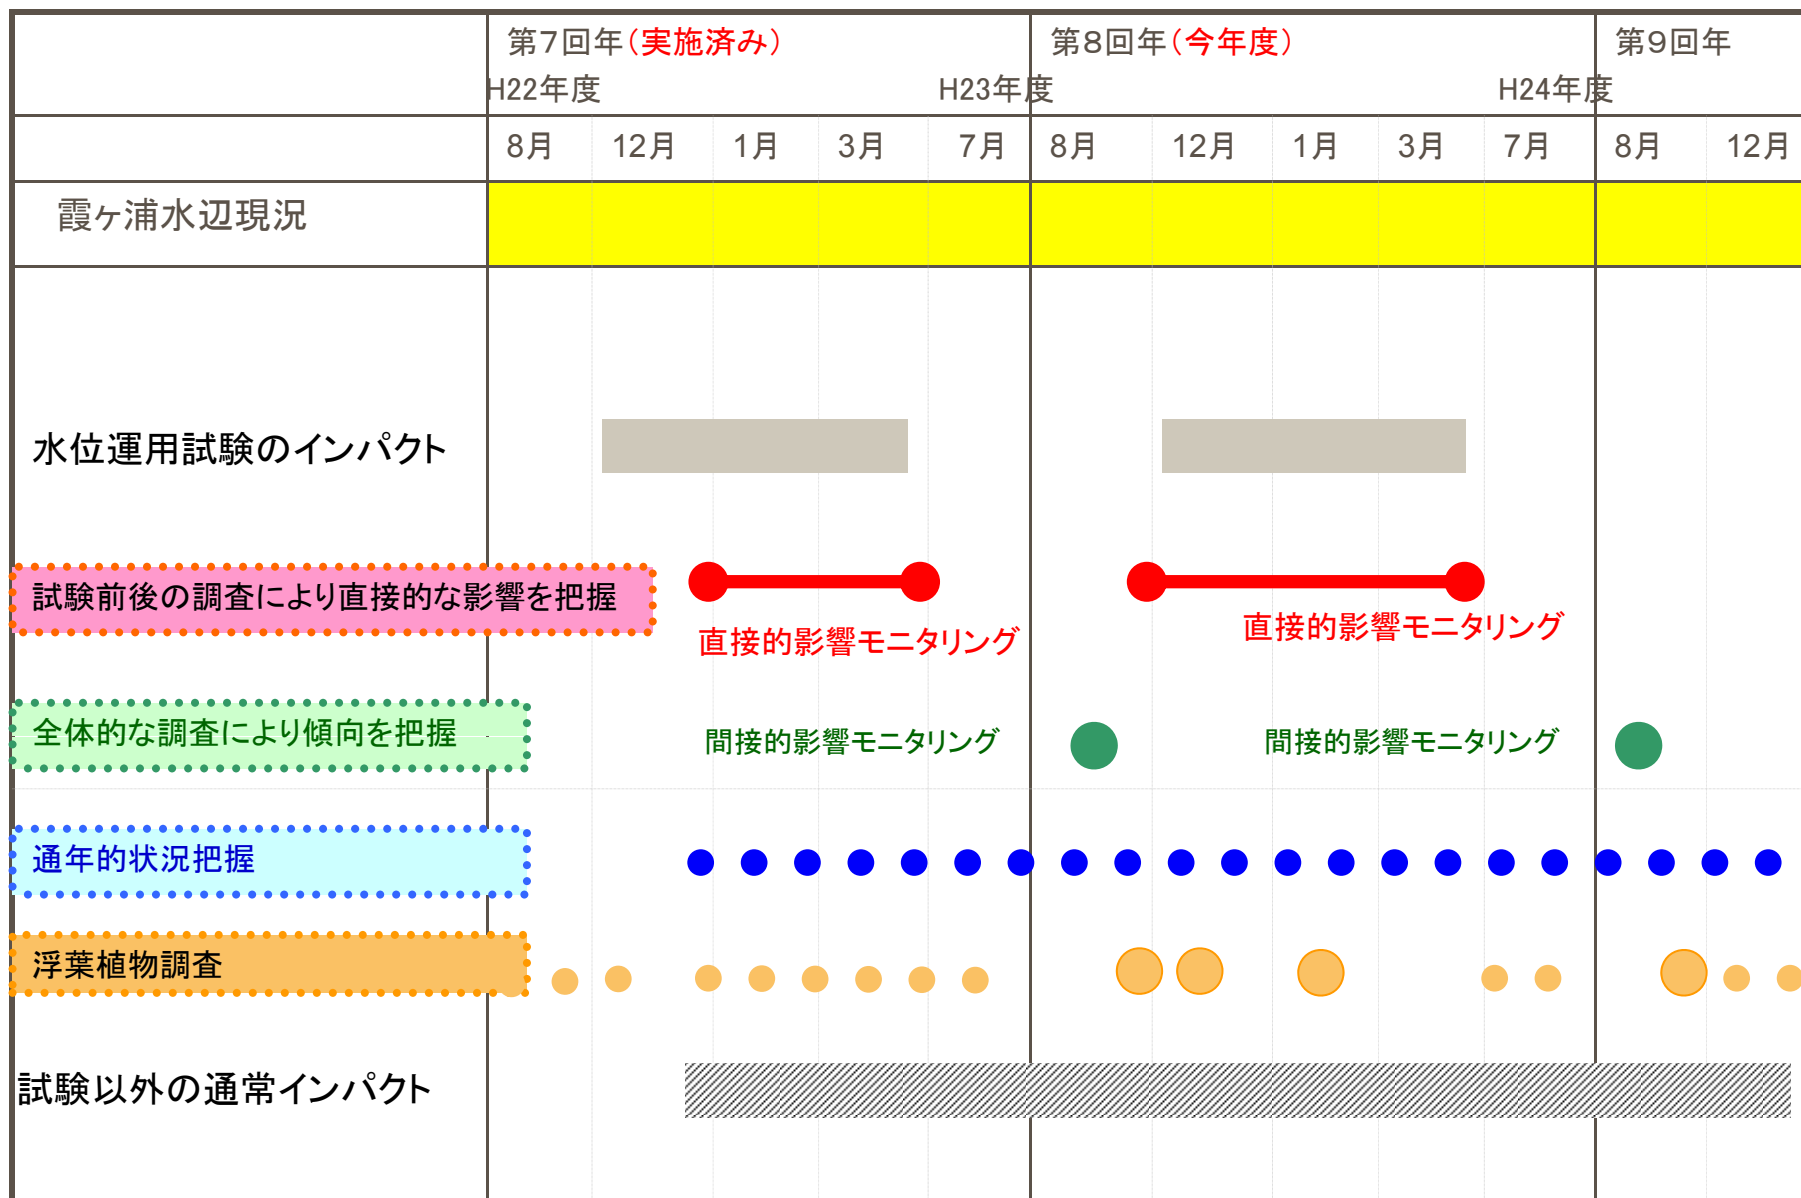 第7回年(実施済み)
第8回年(今年度)
第9回年
H22年度
H23年度
H24年度
8月 12月 1月 3月 7月 8月 12月 1月 3月 7月 8月 12月
霞ヶ浦水辺現況
水位運用試験のインパクト
試験前後の調査により直接的な影響を把握
直接的影響モニタリング
直接的影響モニタリング
全体的な調査により傾向を把握
間接的影響モニタリング
間接的影響モニタリング
通年的状況把握
浮葉植物調査
試験以外の通常インパクト